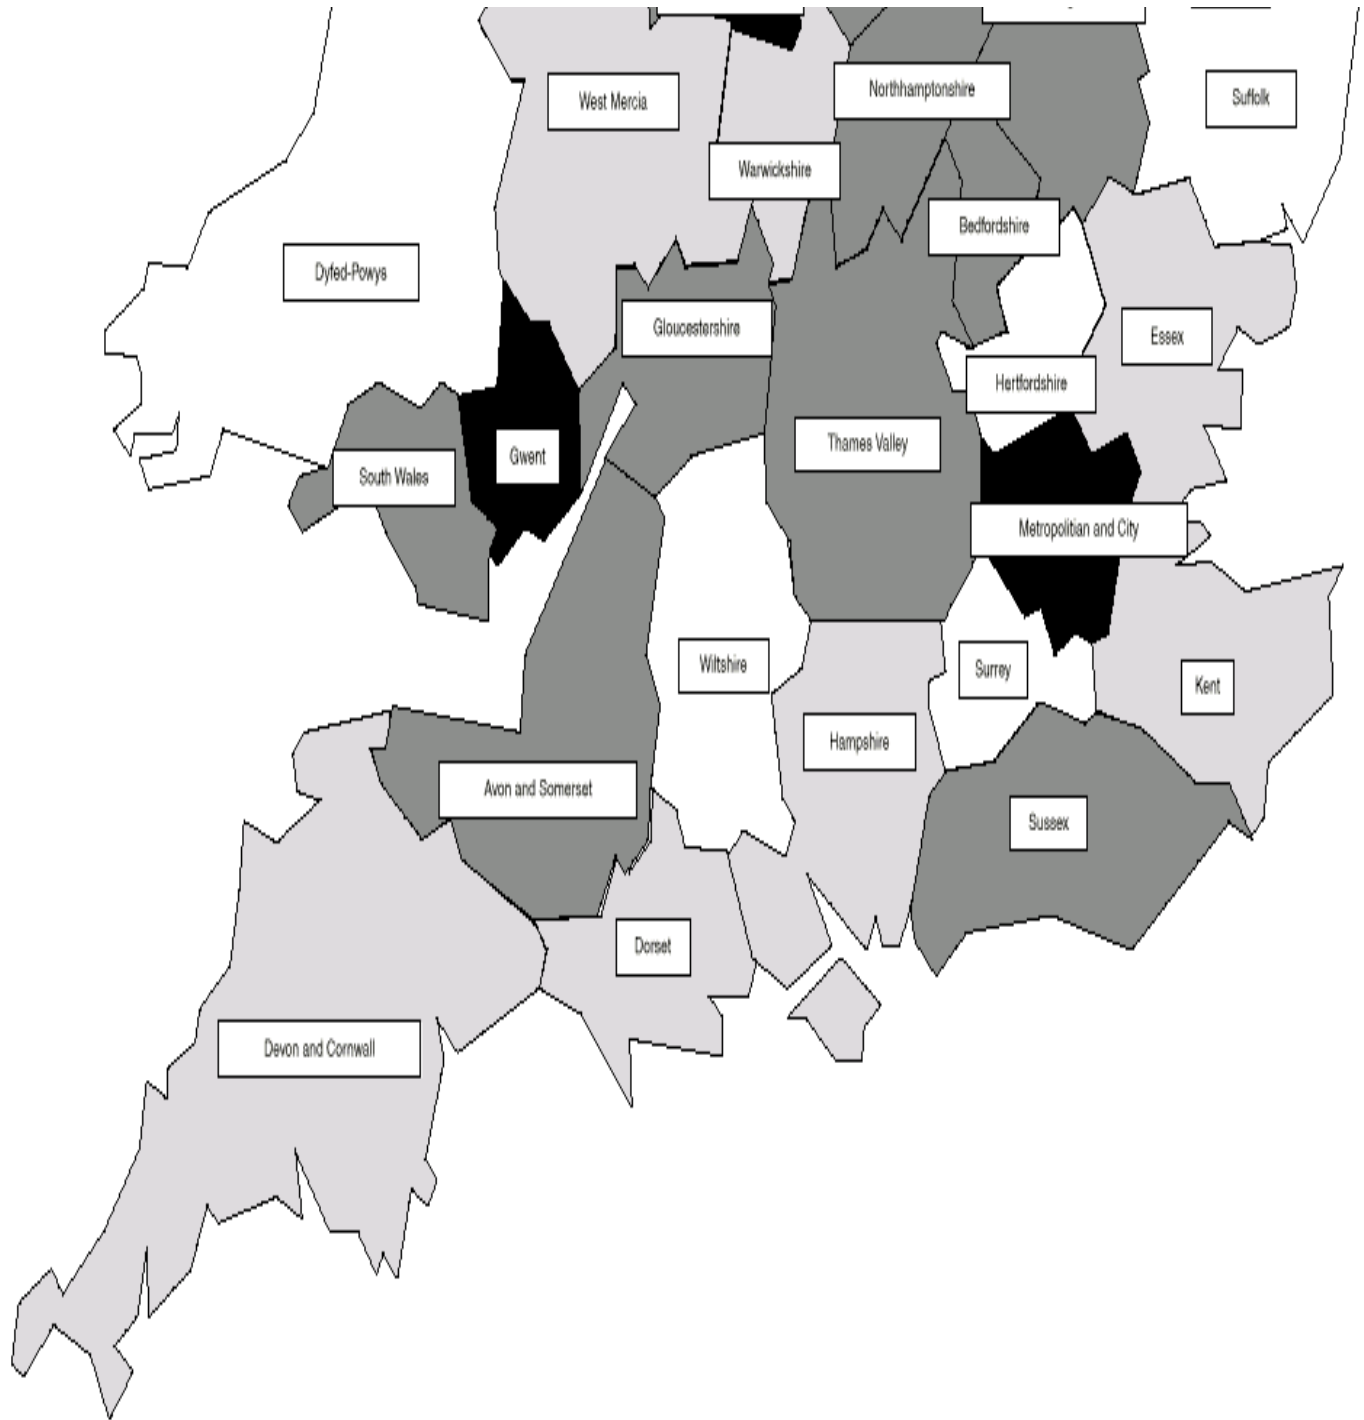 West Mercia
Northhamptonshire
Suffolk
Warwickshire
Bedfordshire
Dyfed-Powys
Gloucestershire
Essex
Hertfordshire
Thames Valley
Gwent
South Wales
Metropolitian and City
Wiltshire
Surrey
Kent
Hampshire
Avon and Somerset
Sussex
Dorset
Devon and Cornwall